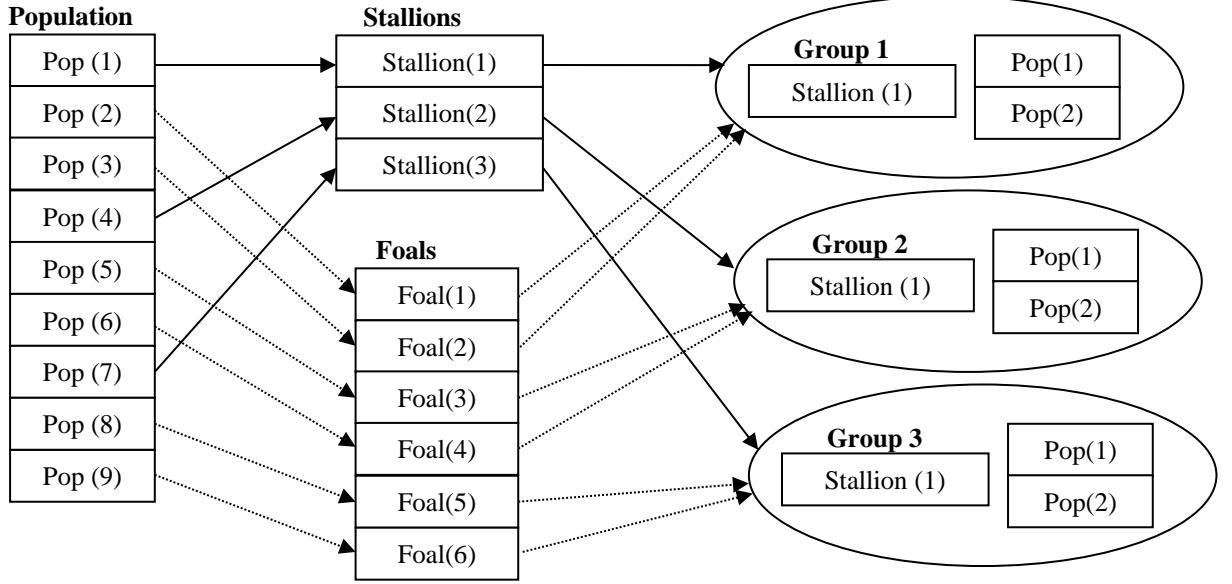 Population
Pop (1)
Pop (2)
Pop (3)
Pop (4)
Pop (5)
Pop (6)
Pop (7)
Pop (8)
Pop (9)
Stallions
Stallion(1)
Stallion(2)
Stallion(3)
Foals
Foal(1)
Foal(2)
Foal(3)
Foal(4)
Foal(5)
Foal(6)
Group 1
Stallion (1)
Pop(1)
Pop(2)
Group 2
Stallion (1)
Pop(1)
Pop(2)
Group 3
Stallion (1)
Pop(1)
Pop(2)